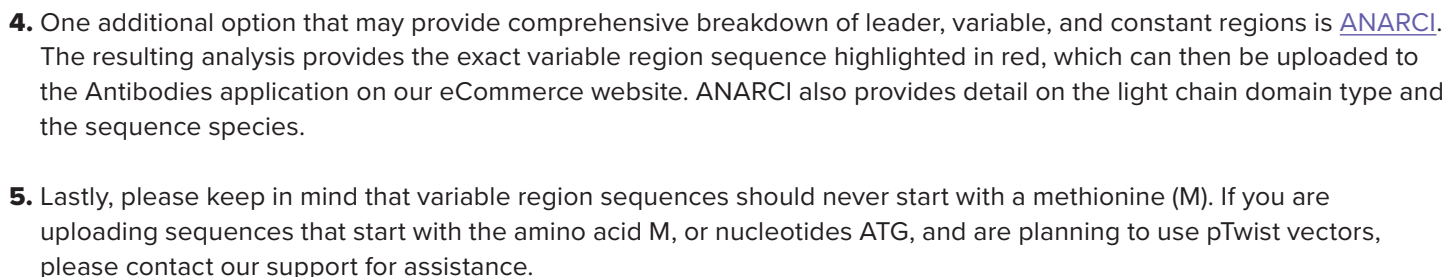 4. One additional option that may provide comprehensive breakdown of leader, variable, and constant regions is ANARCI.
The resulting analysis provides the exact variable region sequence highlighted in red, which can then be uploaded to
the Antibodies application on our eCommerce website. ANARCI also provides detail on the light chain domain type and
the sequence species.
5. Lastly, please keep in mind that variable region sequences should never start with a methionine (M). If you are
uploading sequences that start with the amino acid M, or nucleotides ATG, and are planning to use pTwist vectors,
please contact our support for assistance.